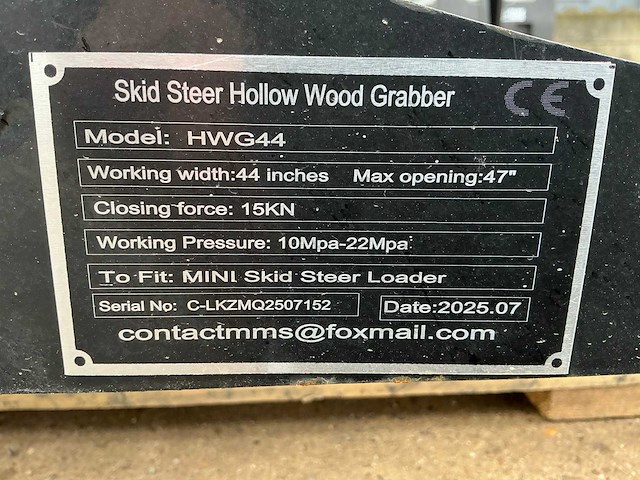 Skid Steer Hollow Wood Grabber CE
Model: HWG44
Working width:44 inches Max opening:47"
Closing force: 15KN
Working Pressure: 10Mpa-22Mpa
To Fit: MINI Skid Steer Loader
Serial No: C-LKZMQ2507152 Date:2025.07
contactmms@foxmail.com